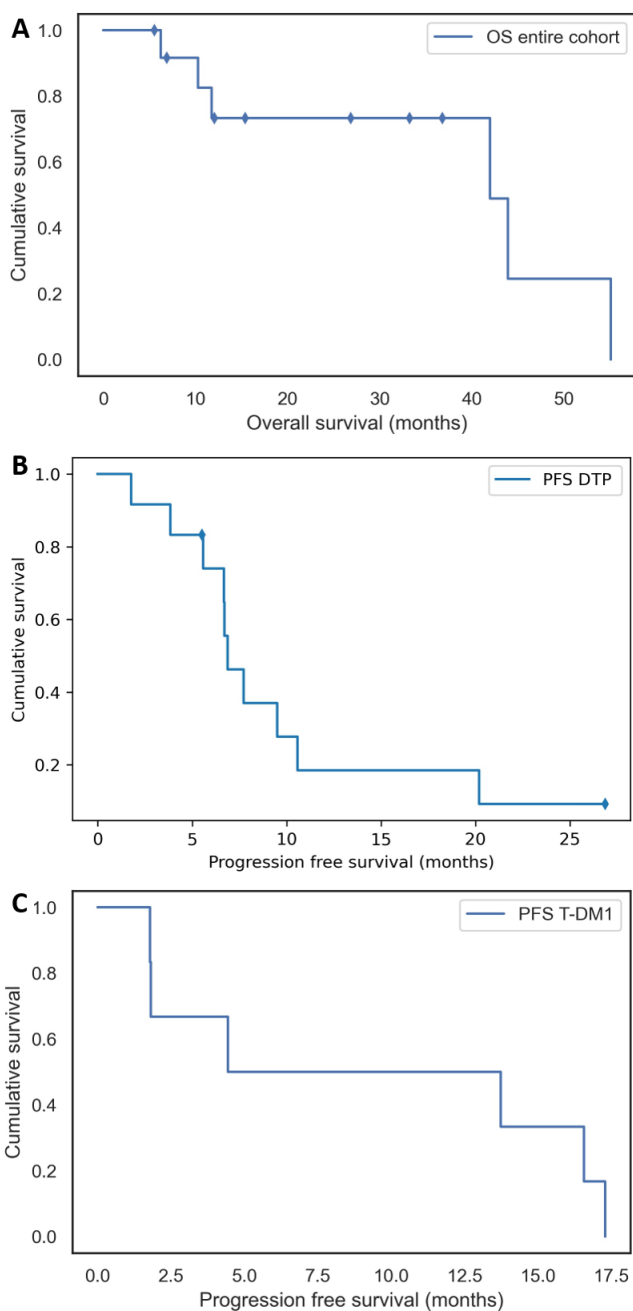 A
OS entire cohort
Cumulative survival
1.0
0.8
0.6
0.4
0.2
0.0
0 10 20 30 40 50
Overall survival (months)
B
PFS DTP
Cumulative survival
1.0
0.8
0.6
0.4
0.2
0 5 10 15 20 25
Progression free survival (months)
C
PFS T-DM1
Cumulative survival
1.0
0.8
0.6
0.4
0.2
0.0
0.0 2.5 5.0 7.5 10.0 12.5 15.0 17.5
Progression free survival (months)